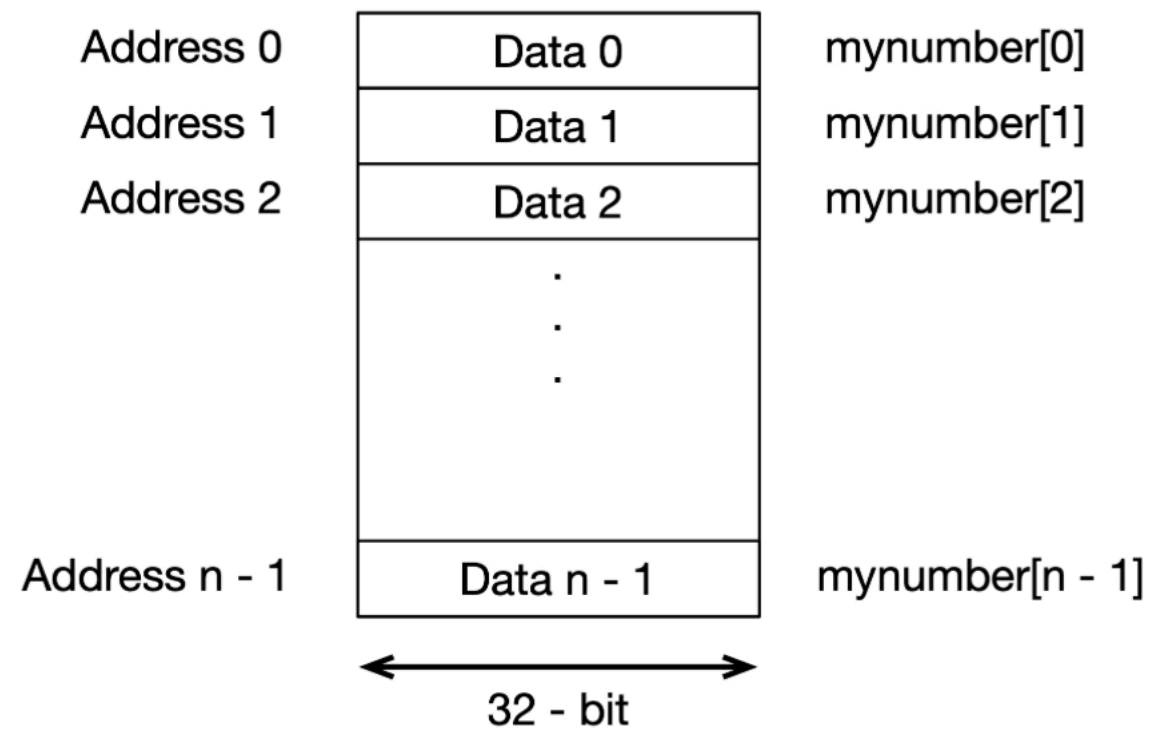 Address 0 Data 0 mynumber[0]
Address 1 Data 1 mynumber[1]
Address 2 Data 2 mynumber[2]
.
.
.
Address n - 1 Data n - 1 mynumber[n - 1]
32 - bit